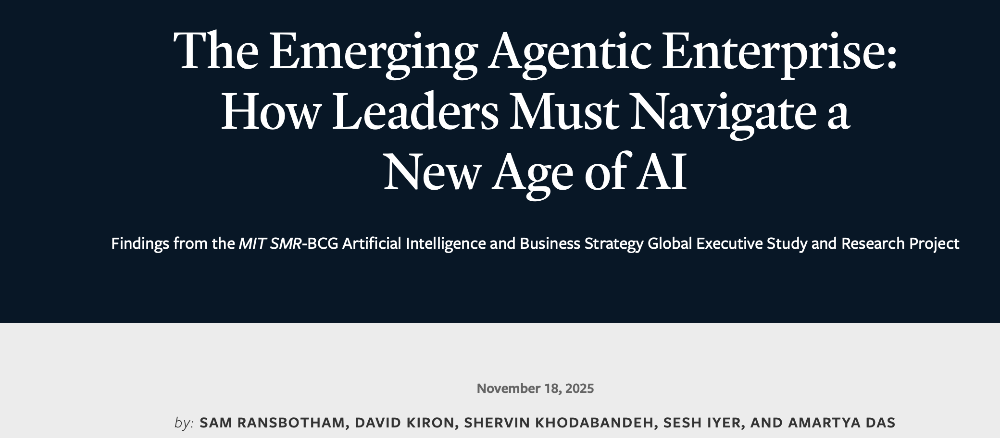 The Emerging Agentic Enterprise:
How Leaders Must Navigate a
New Age of AI
Findings from the MIT SMR-BCG Artificial Intelligence and Business Strategy Global Executive Study and Research Project
November 18, 2025
by: SAM RANSBOTHAM, DAVID KIRON, SHERVIN KHODABANDEH, SESH IYER, AND AMARTYA DAS